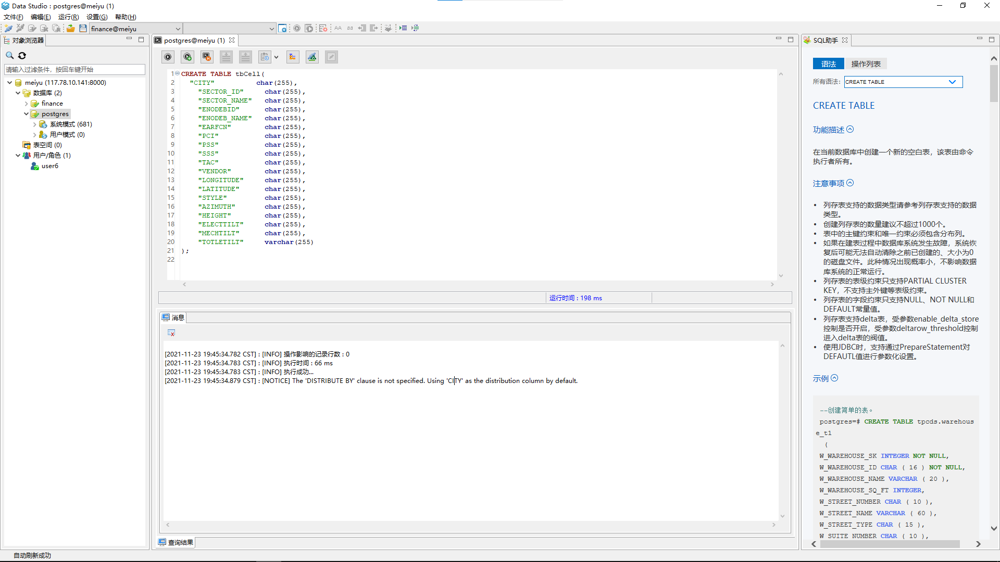 Data Studio : postgres@meiyu (1)
文件(F) 编辑(E) 运行(R) 设置(G) 帮助(H)
finance@meiyu
对象浏览器
请输入过滤条件，按回车键开始
meiyu (117.78.10.141:8000)
数据库 (2)
finance
postgres
系统模式 (681)
用户模式 (0)
表空间 (0)
用户/角色 (1)
user6
postgres@meiyu (1)
1 CREATE TABLE tbCell(
2 "CITY" char(255),
3 "SECTOR_ID" char(255),
4 "SECTOR_NAME" char(255),
5 "ENODEBID" char(255),
6 "ENODEB_NAME" char(255),
7 "EARFCN" char(255),
8 "PCI" char(255),
9 "PSS" char(255),
10 "SSS" char(255),
11 "TAC" char(255),
12 "VENDOR" char(255),
13 "LONGITUDE" char(255),
14 "LATITUDE" char(255),
15 "STYLE" char(255),
16 "AZIMUTH" char(255),
17 "HEIGHT" char(255),
18 "ELECTTILT" char(255),
19 "MECHTILT" char(255),
20 "TOTLETILT" varchar(255)
21 );
22
运行时间 : 198 ms
消息
[2021-11-23 19:45:34.782 CST] : [INFO] 操作影响的记录行数 : 0
[2021-11-23 19:45:34.783 CST] : [INFO] 执行时间 : 66 ms
[2021-11-23 19:45:34.783 CST] : [INFO] 执行成功...
[2021-11-23 19:45:34.879 CST] : [NOTICE] The 'DISTRIBUTE BY' clause is not specified. Using 'CITY' as the distribution column by default.
查询结果
自动刷新成功
SQL助手
语法 操作列表
所有语法: CREATE TABLE
CREATE TABLE
功能描述
在当前数据库中创建一个新的空白表，该表由命令
执行者所有。
注意事项
• 列存表支持的数据类型请参考列存表支持的数据
类型。
• 创建列存表的数量建议不超过1000个。
• 表中的主键约束和唯一约束必须包含分布列。
• 如果在建表过程中数据库系统发生故障，系统恢
复后可能无法自动清除之前已创建的、大小为0
的磁盘文件。此种情况出现概率小，不影响数据
库系统的正常运行。
• 列存表的表级约束只支持PARTIAL CLUSTER
KEY，不支持主外键等表级约束。
• 列存表的字段约束只支持NULL、NOT NULL和
DEFAULT常量值。
• 列存表支持delta表，受参数enable_delta_store
控制是否开启，受参数deltarow_threshold控制
进入delta表的阀值。
• 使用JDBC时，支持通过PrepareStatement对
DEFAUTL值进行参数化设置。
示例
--创建简单的表。
postgres=# CREATE TABLE tpcds.warehous
e_t1
(
W_WAREHOUSE_SK INTEGER NOT NULL,
W_WAREHOUSE_ID CHAR ( 16 ) NOT NULL,
W_WAREHOUSE_NAME VARCHAR ( 20 ),
W_WAREHOUSE_SQ_FT INTEGER,
W_STREET_NUMBER CHAR ( 10 ),
W_STREET_NAME VARCHAR ( 60 ),
W_STREET_TYPE CHAR ( 15 ),
W_SUITE_NUMBER CHAR ( 10 ),